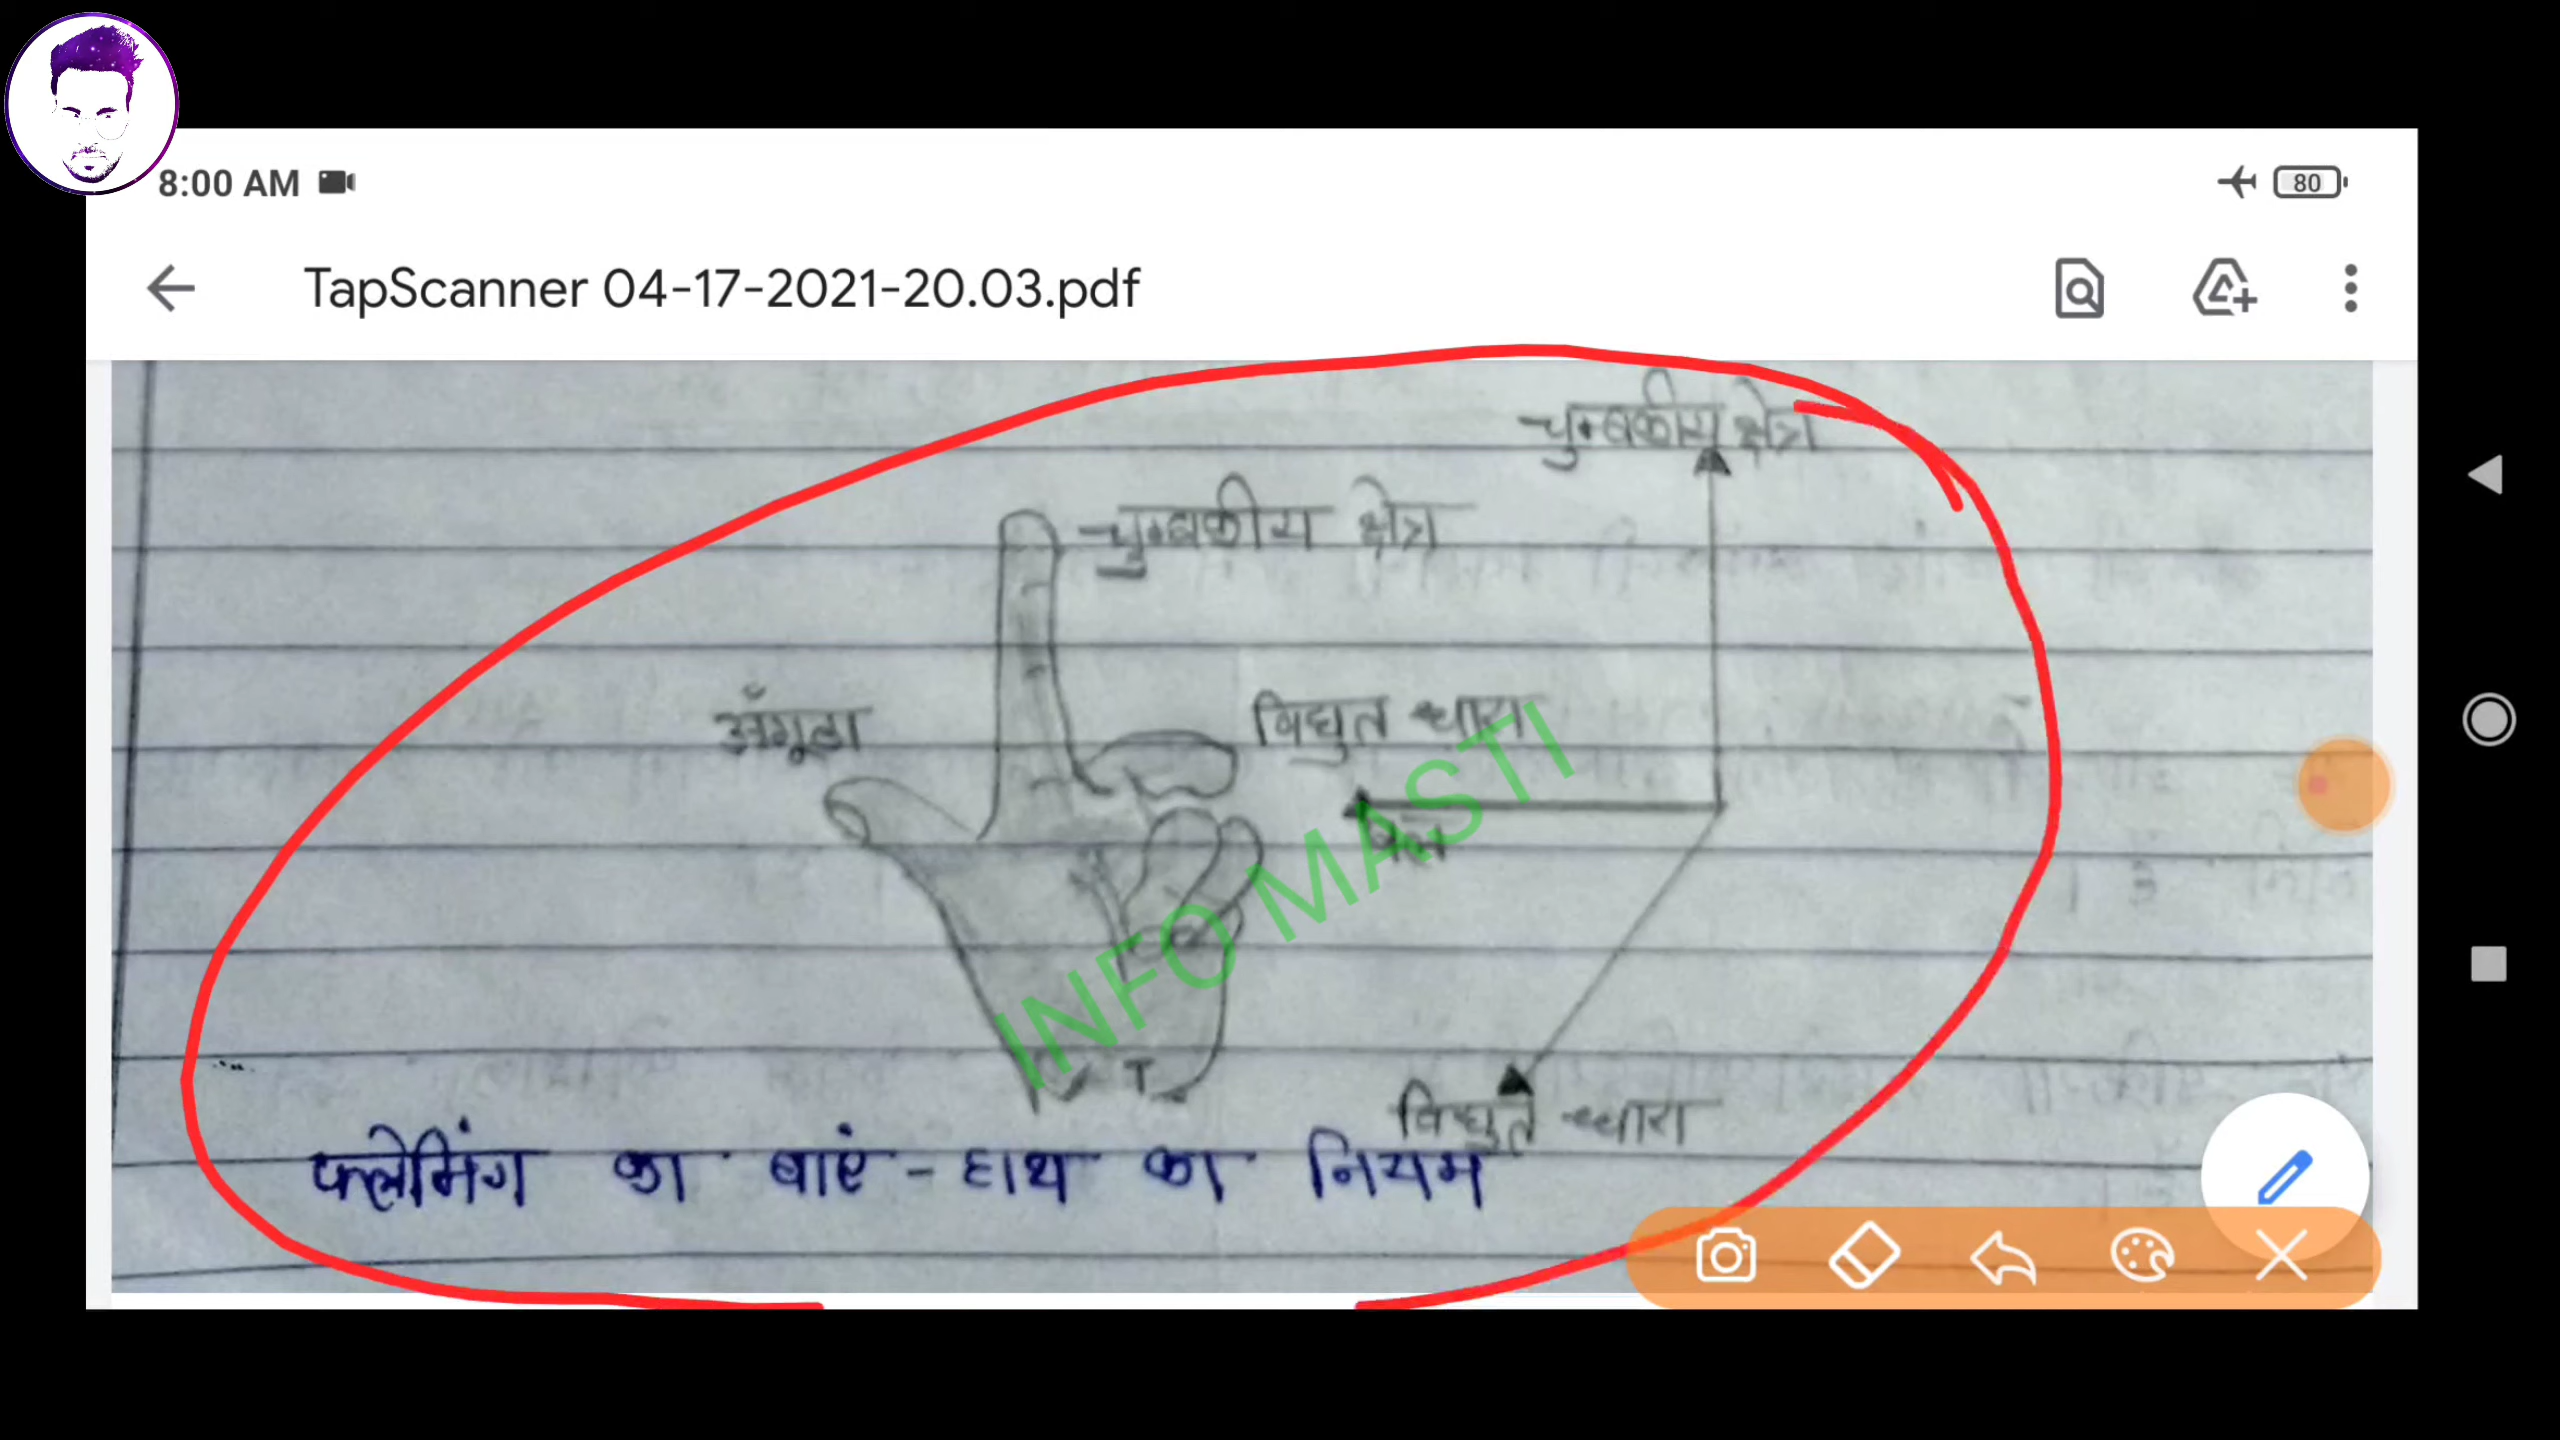 8:00 AM
80
TapScanner 04-17-2021-20.03.pdf
चुम्बकीय क्षेत्र
चुम्बकीय क्षेत्र
अँगूठा
विद्युत धारा
INFO MASTI
विद्युत धारा
फ्लेमिंग का बाएं - हाथ का नियम